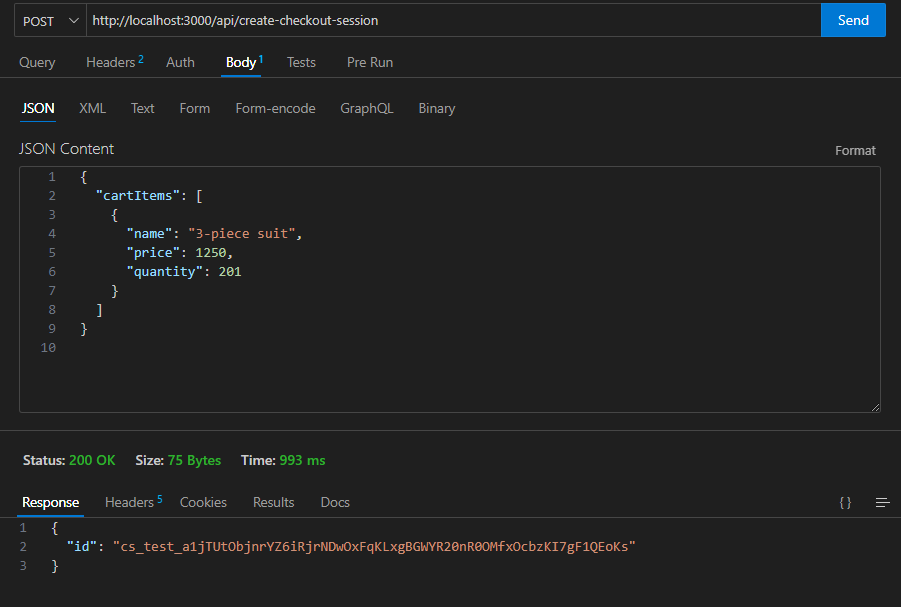 POST http://localhost:3000/api/create-checkout-session Send
Query Headers 2 Auth Body 1 Tests Pre Run
JSON XML Text Form Form-encode GraphQL Binary
JSON Content Format
1 {
2 "cartItems": [
3 {
4 "name": "3-piece suit",
5 "price": 1250,
6 "quantity": 201
7 }
8 ]
9 }
10
Status: 200 OK Size: 75 Bytes Time: 993 ms
Response Headers 5 Cookies Results Docs { }
1 {
2 "id": "cs_test_a1jTUtObjnrYZ6iRjrNDwOxFqKLxgBGWYR20nR0OMfxOcbzKI7gF1QEoKs"
3 }